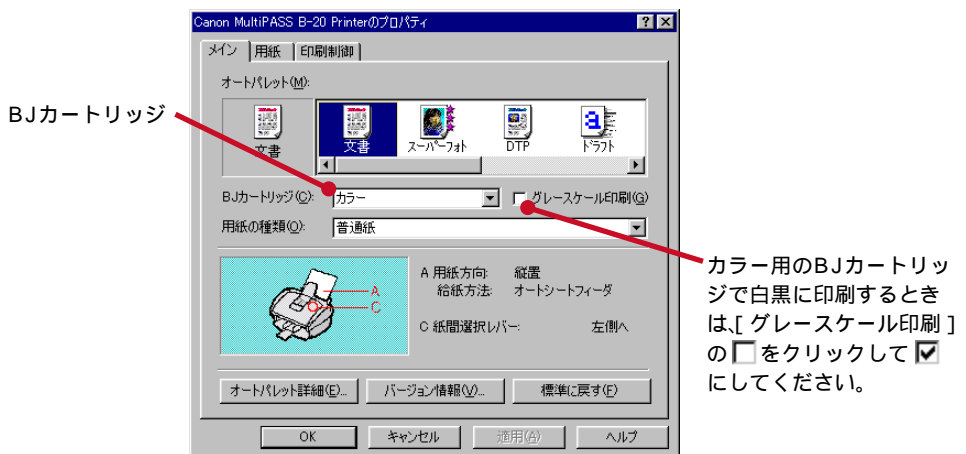 Canon MultiPASS B-20 Printerのプロパティ
メイン 用紙 印刷制御
オートパレット(M):
BJカートリッジ
文書 文書 スーパーフォト DTP ドラフト
BJカートリッジ(C): カラー グレースケール印刷(G)
用紙の種類(O): 普通紙
A
C
A 用紙方向: 縦置
給紙方法: オートシートフィーダ
C 紙間選択レバー: 左側へ
カラー用のBJカートリッ
ジで白黒に印刷するとき
は、[ グレースケール印刷 ]
の □ をクリックして ☑
にしてください。
オートパレット詳細(E)... バージョン情報(V)... 標準に戻す(F)
OK キャンセル 適用(A) ヘルプ